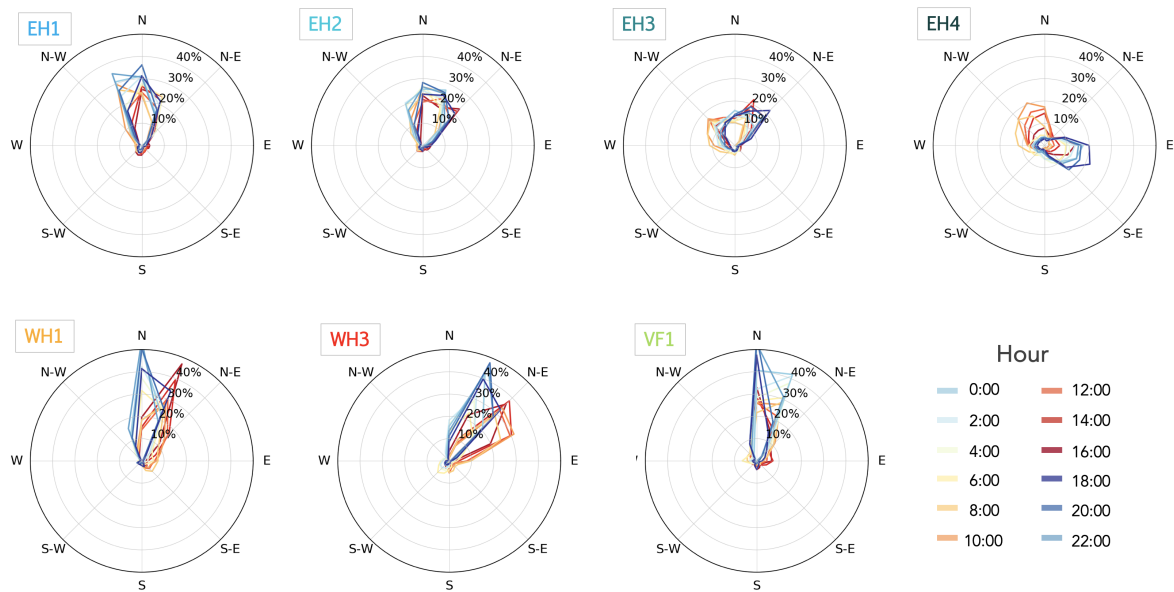 EH1
N
N-W
N-E
40%
30%
20%
10%
W
E
S-W
S-E
S
EH2
N
N-W
N-E
40%
30%
20%
10%
W
E
S-W
S-E
S
EH3
N
N-W
N-E
40%
30%
20%
10%
W
E
S-W
S-E
S
EH4
N
N-W
N-E
40%
30%
20%
10%
W
E
S-W
S-E
S
WH1
N
N-W
N-E
40%
30%
20%
10%
W
E
S-W
S-E
S
WH3
N
N-W
N-E
40%
30%
20%
10%
W
E
S-W
S-E
S
VF1
N
N-W
N-E
40%
30%
20%
10%
E
S-W
S-E
S
Hour
0:00
2:00
4:00
6:00
8:00
10:00
12:00
14:00
16:00
18:00
20:00
22:00